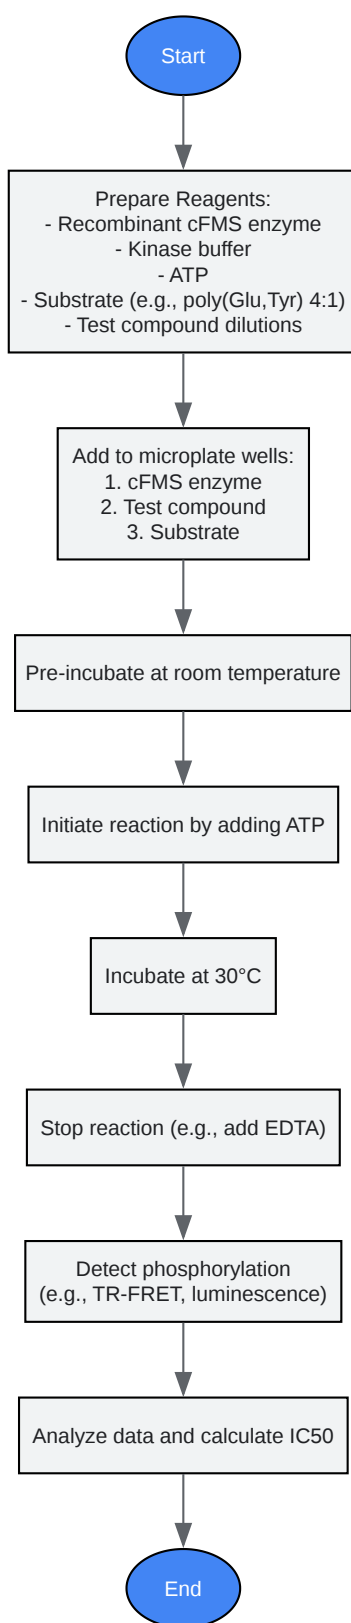 Start
Prepare Reagents:
- Recombinant cFMS enzyme
- Kinase buffer
- ATP
- Substrate (e.g., poly(Glu,Tyr) 4:1)
- Test compound dilutions
Add to microplate wells:
1. cFMS enzyme
2. Test compound
3. Substrate
Pre-incubate at room temperature
Initiate reaction by adding ATP
Incubate at 30°C
Stop reaction (e.g., add EDTA)
Detect phosphorylation
(e.g., TR-FRET, luminescence)
Analyze data and calculate IC50
End